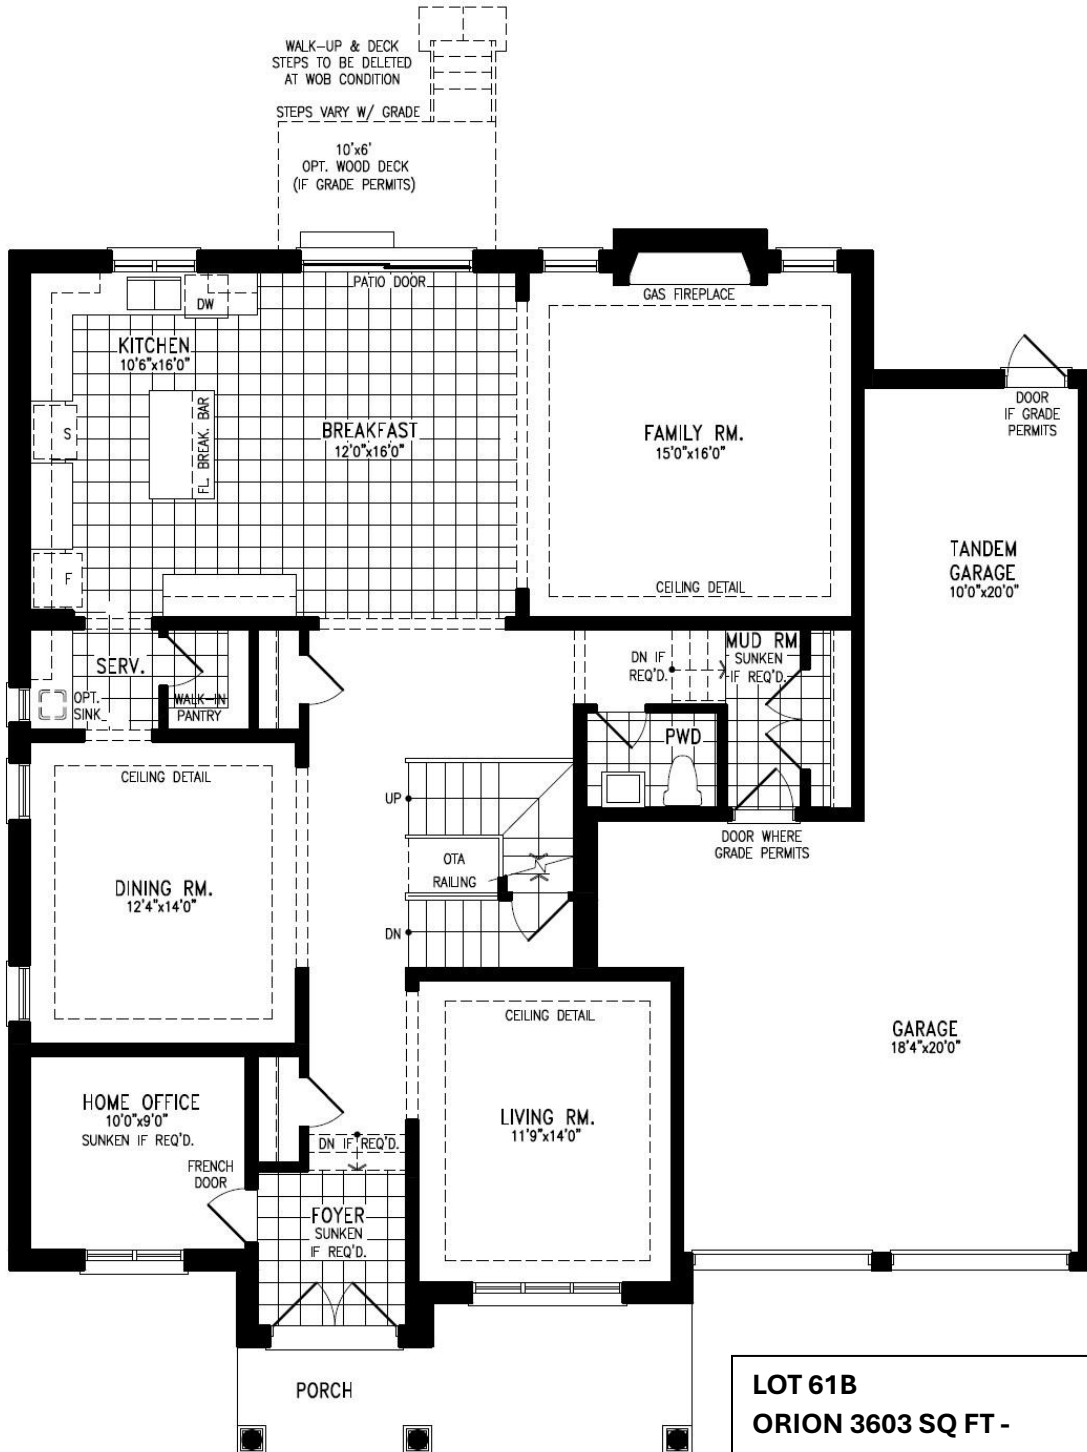 WALK-UP & DECK
STEPS TO BE DELETED
AT WOB CONDITION
STEPS VARY W/ GRADE
10'x6'
OPT. WOOD DECK
(IF GRADE PERMITS)
PATIO DOOR
GAS FIREPLACE
DW
KITCHEN
10'6"x16'0"
S
FL. BREAK. BAR
BREAKFAST
12'0"x16'0"
FAMILY RM.
15'0"x16'0"
DOOR
IF GRADE
PERMITS
F
CEILING DETAIL
TANDEM
GARAGE
10'0"x20'0"
SERV.
OPT.
SINK
WALK-IN
PANTRY
DN IF
REQ'D.
MUD RM.
SUNKEN
IF REQ'D.
PWD
CEILING DETAIL
UP
OTA
RAILING
DOOR WHERE
GRADE PERMITS
DINING RM.
12'4"x14'0"
DN
CEILING DETAIL
GARAGE
18'4"x20'0"
HOME OFFICE
10'0"x9'0"
SUNKEN IF REQ'D.
LIVING RM.
11'9"x14'0"
DN IF REQ'D.
FRENCH
DOOR
FOYER
SUNKEN
IF REQ'D.
PORCH
LOT 61B
ORION 3603 SQ FT -